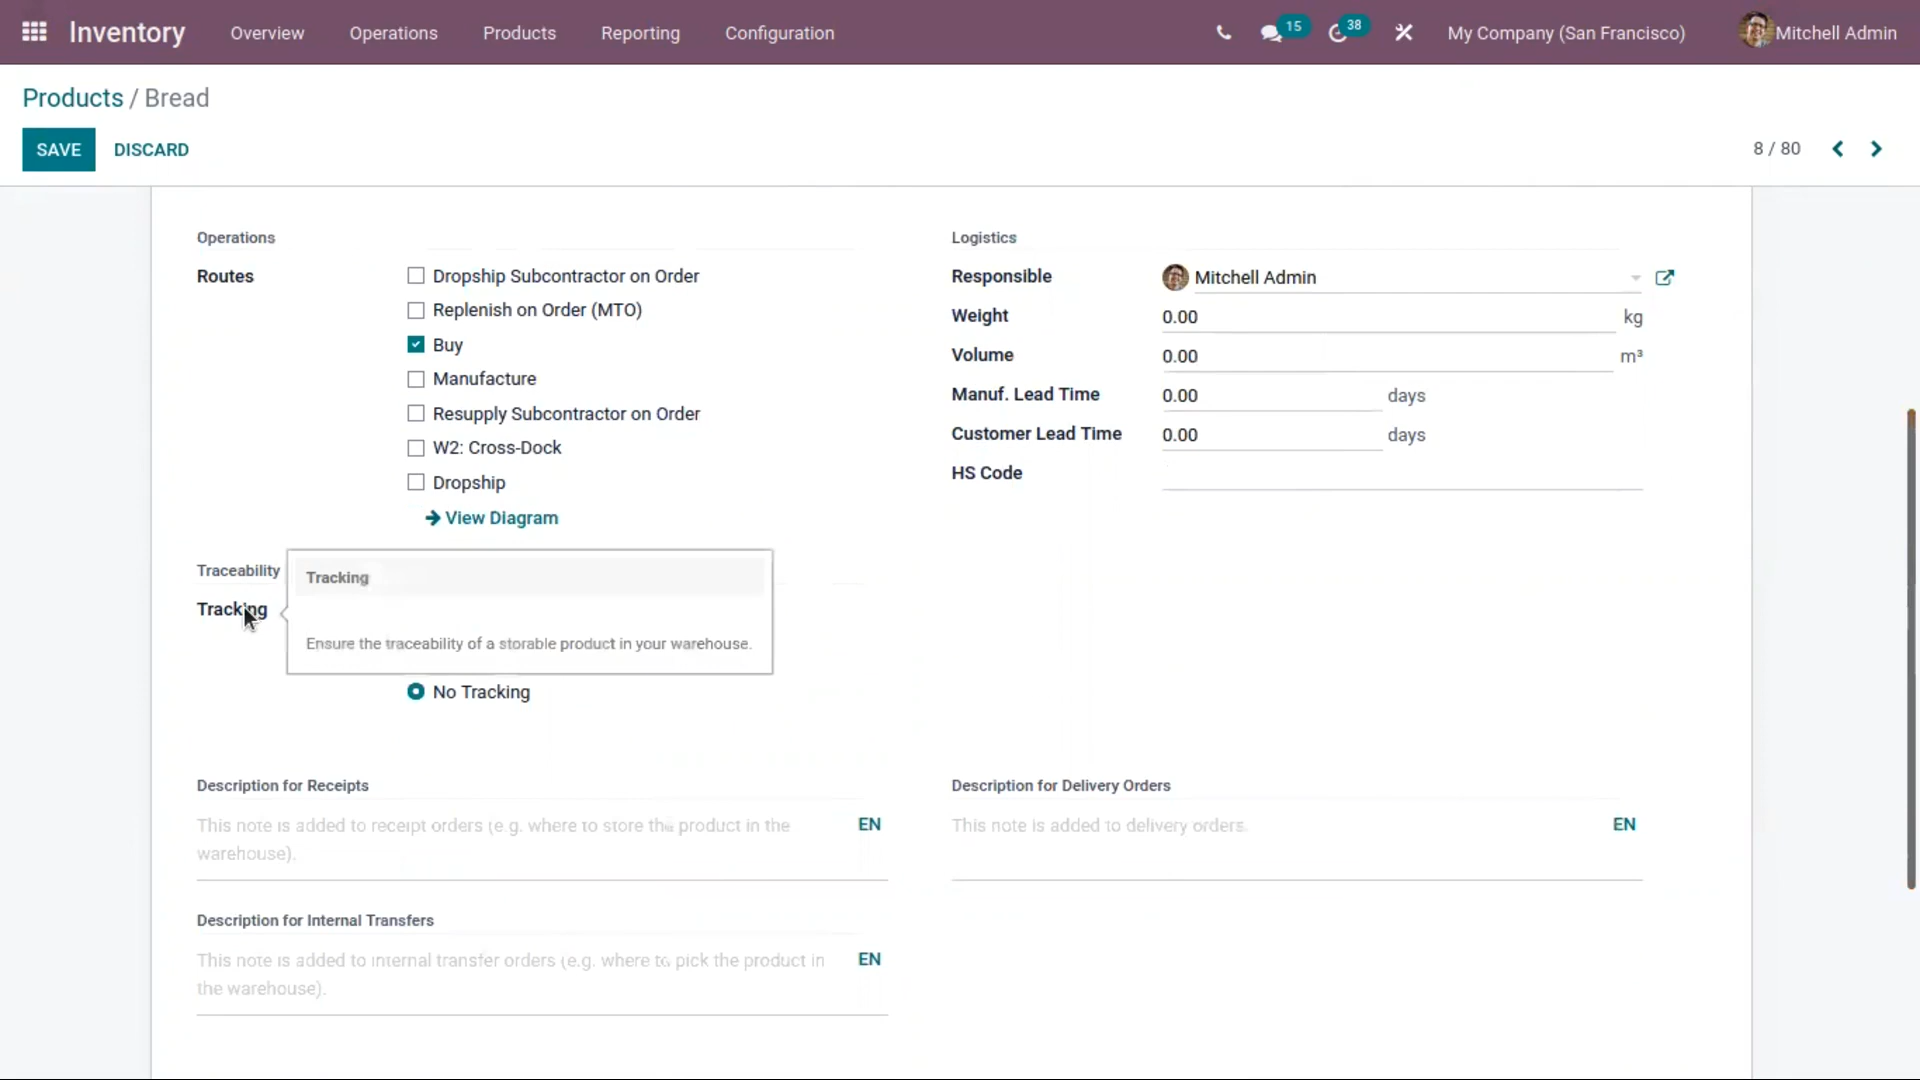 Inventory Overview Operations Products Reporting Configuration 15 38 My Company (San Francisco) Mitchell Admin
Products / Bread
SAVE DISCARD 8 / 80
Operations
Routes
Dropship Subcontractor on Order
Replenish on Order (MTO)
Buy
Manufacture
Resupply Subcontractor on Order
W2: Cross-Dock
Dropship
View Diagram
Logistics
Responsible Mitchell Admin
Weight 0.00 kg
Volume 0.00 m³
Manuf. Lead Time 0.00 days
Customer Lead Time 0.00 days
HS Code
Traceability
Tracking
Tracking
Ensure the traceability of a storable product in your warehouse.
No Tracking
Description for Receipts
This note is added to receipt orders (e.g. where to store the product in the
warehouse).
EN
Description for Delivery Orders
This note is added to delivery orders.
EN
Description for Internal Transfers
This note is added to internal transfer orders (e.g. where to pick the product in
the warehouse).
EN